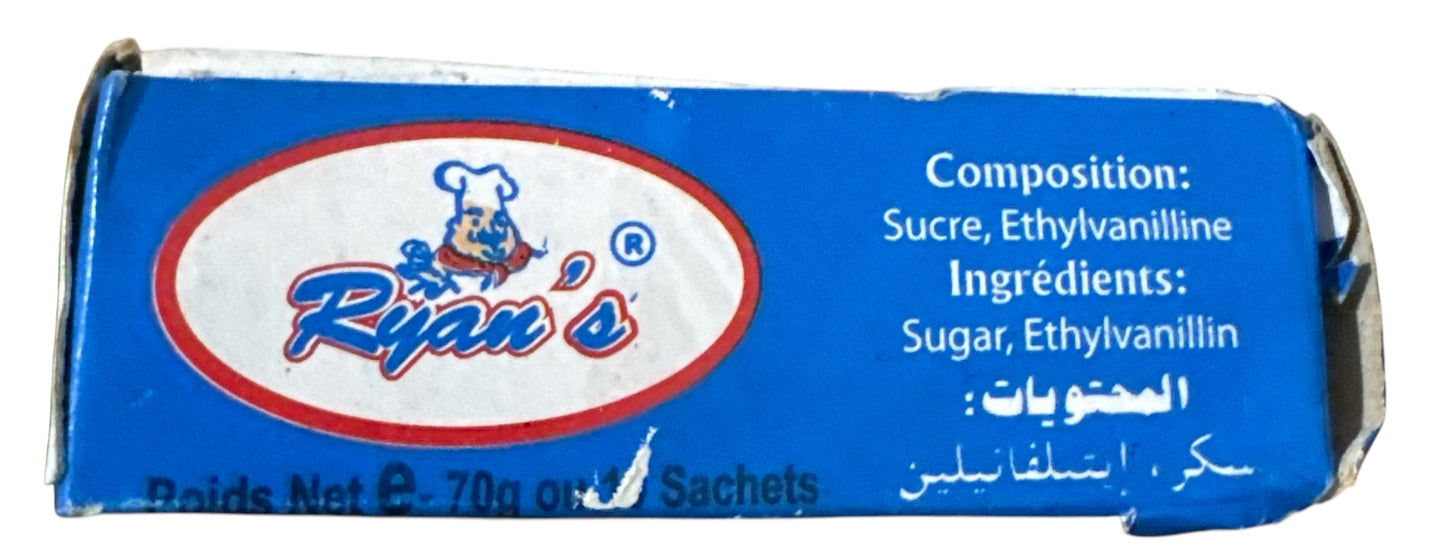 Ryan's ®
Poids Net e - 70g ou Sachets
Composition:
Sucre, Ethylvanilline
Ingrédients:
Sugar, Ethylvanillin
المحتويات:
سكر، إيتيلفانيلين